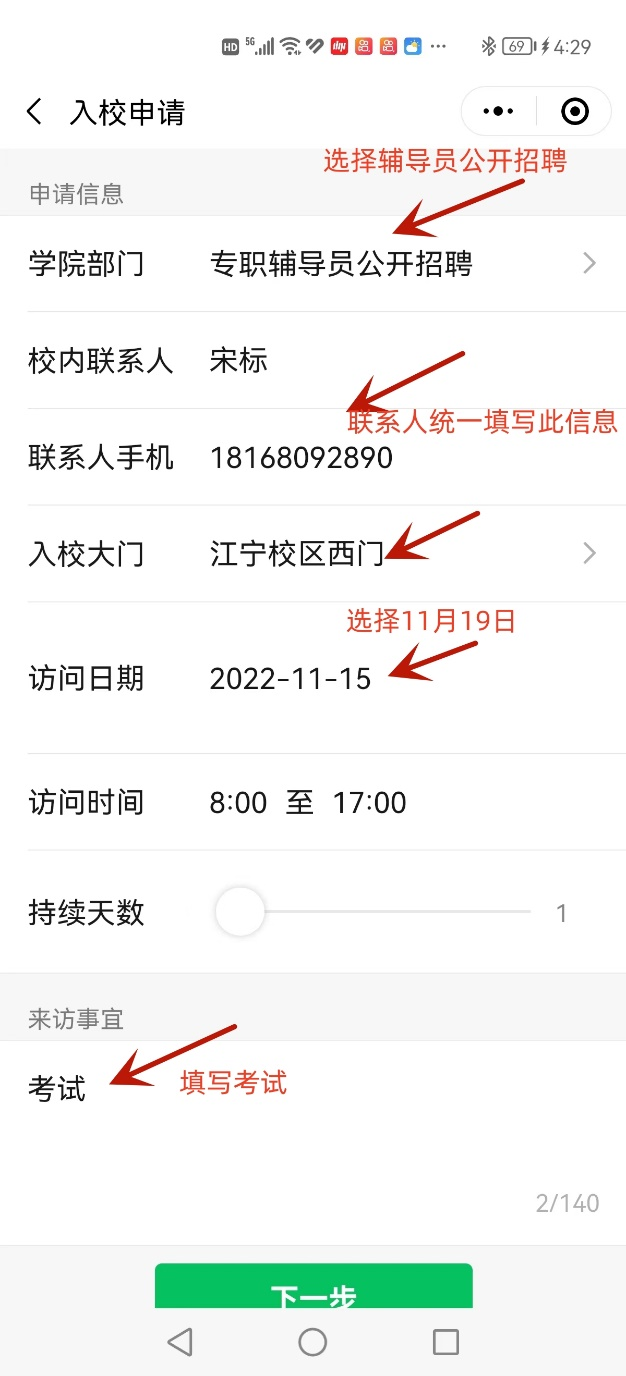 HD 5G 69 4:29
入校申请
选择辅导员公开招聘
申请信息
学院部门 专职辅导员公开招聘
校内联系人 宋标
联系人统一填写此信息
联系人手机 18168092890
入校大门 江宁校区西门
选择11月19日
访问日期 2022-11-15
访问时间 8:00 至 17:00
持续天数 1
来访事宜
考试 填写考试
2/140
下一步